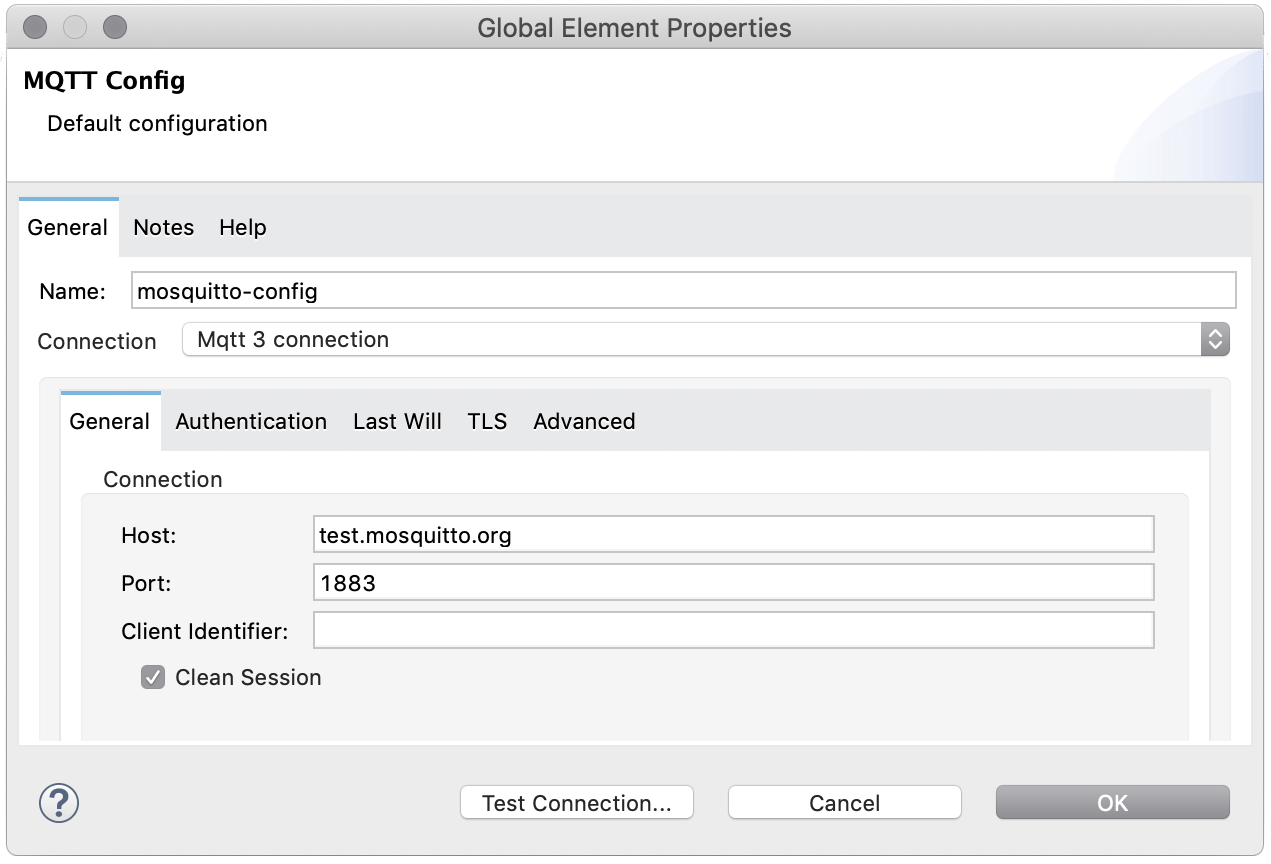 Global Element Properties
MQTT Config
Default configuration
General Notes Help
Name: mosquitto-config
Connection Mqtt 3 connection
General Authentication Last Will TLS Advanced
Connection
Host: test.mosquitto.org
Port: 1883
Client Identifier:
Clean Session
? Test Connection... Cancel OK